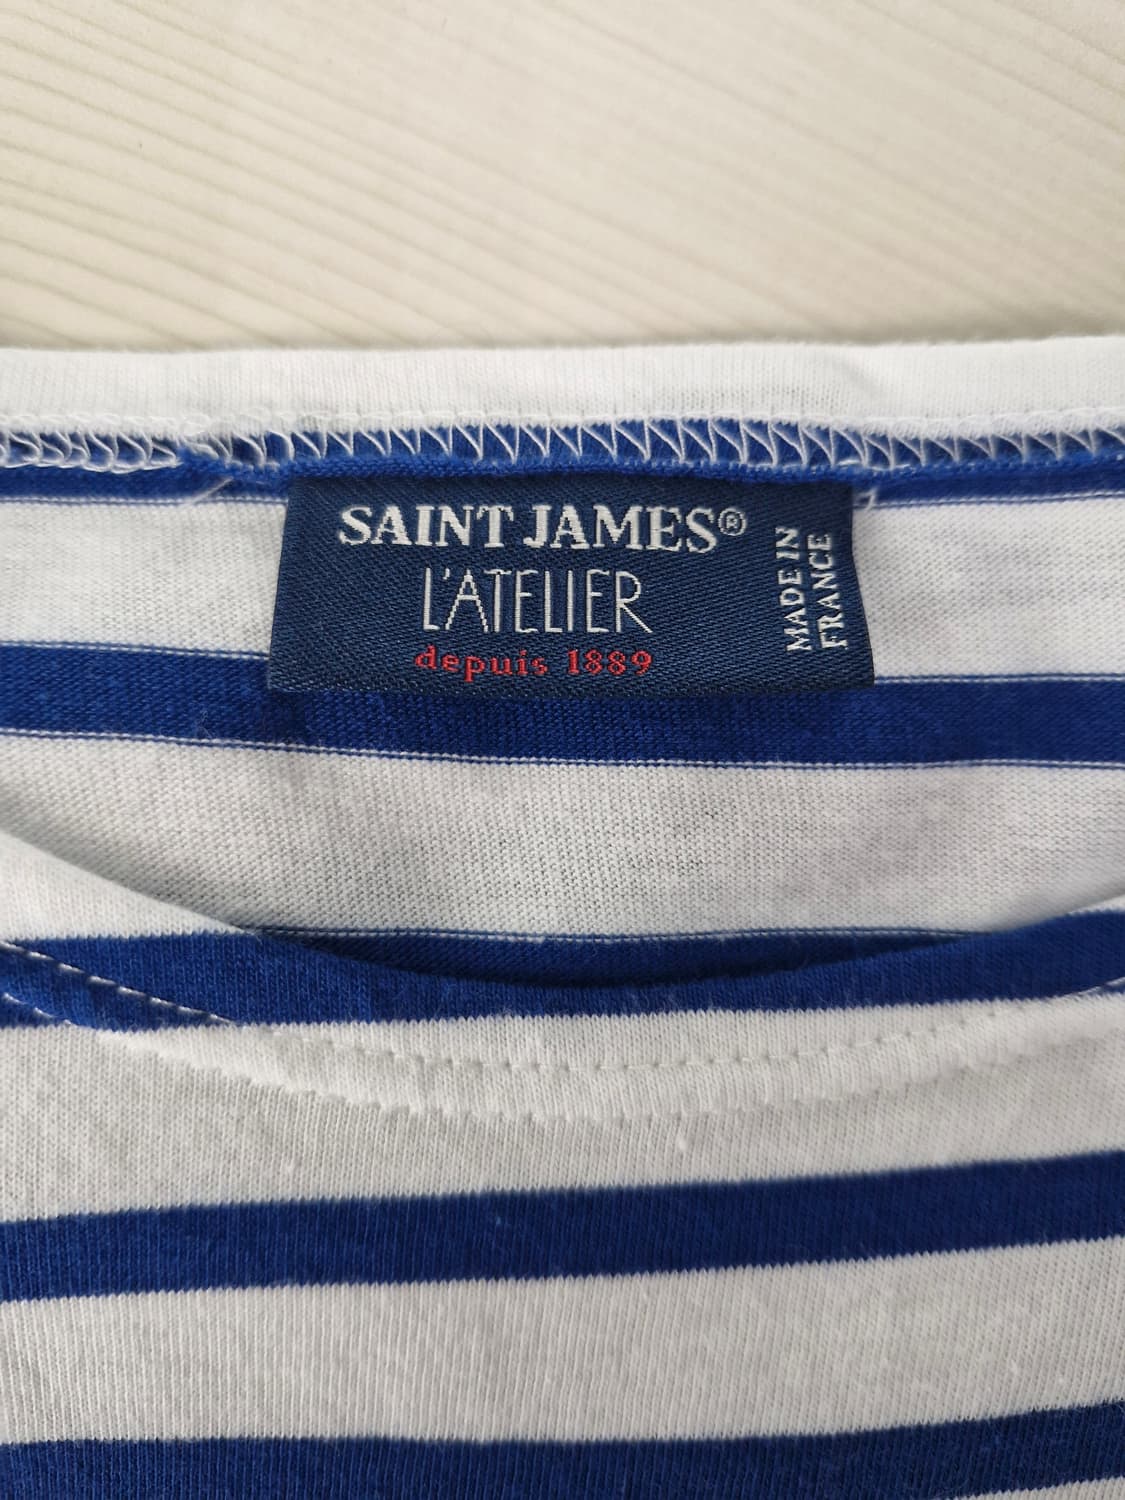 SAINT JAMES®
L'ATELIER
depuis 1889
MADE IN
FRANCE